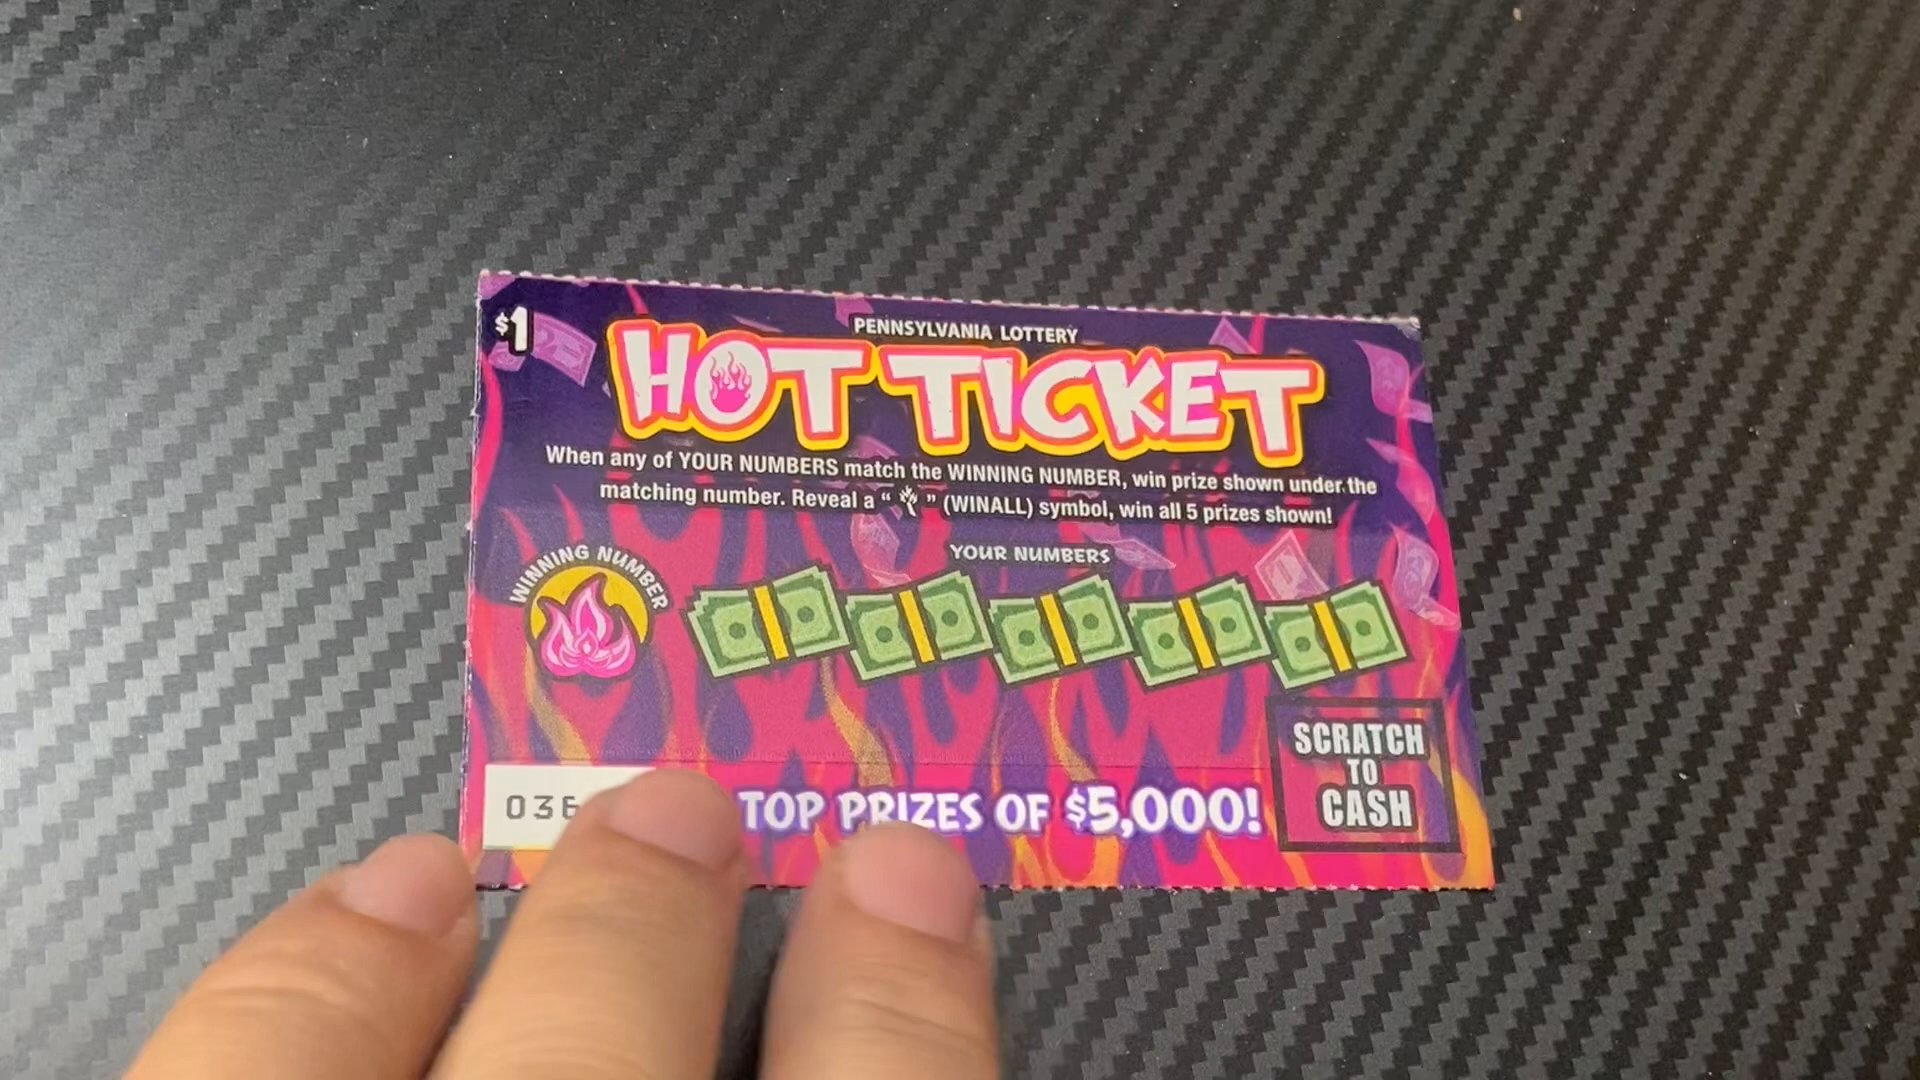 $1
PENNSYLVANIA LOTTERY
HOT TICKET
When any of YOUR NUMBERS match the WINNING NUMBER, win prize shown under the
matching number. Reveal a “ ” (WINALL) symbol, win all 5 prizes shown!
WINNING NUMBER
YOUR NUMBERS
SCRATCH
TO
CASH
036
TOP PRIZES OF $5,000!